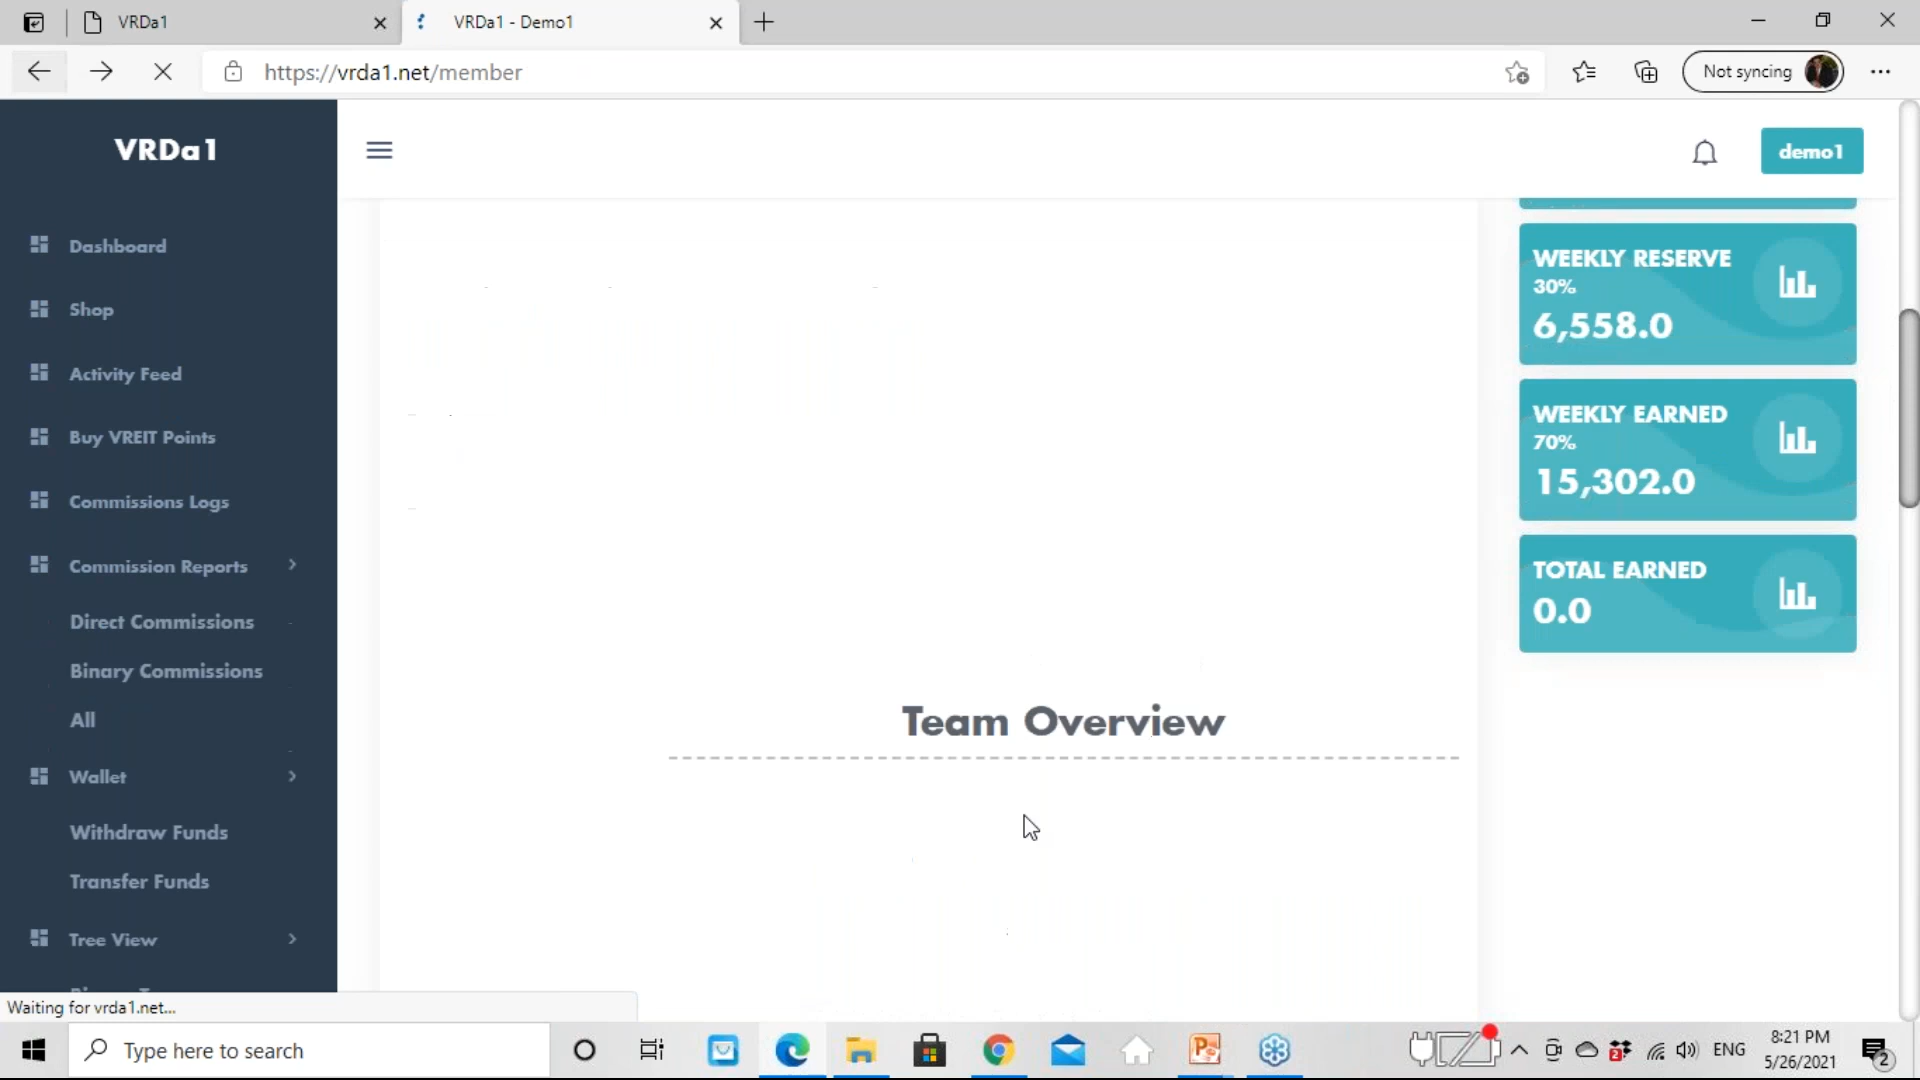 VRDa1
VRDa1 - Demo1
https://vrda1.net/member
Not syncing
VRDa1
demo1
Dashboard
Shop
Activity Feed
Buy VREIT Points
Commissions Logs
Commission Reports
Direct Commissions
Binary Commissions
All
Wallet
Withdraw Funds
Transfer Funds
Tree View
WEEKLY RESERVE
30%
6,558.0
WEEKLY EARNED
70%
15,302.0
TOTAL EARNED
0.0
Team Overview
Waiting for vrda1.net...
Type here to search
ENG
8:21 PM
5/26/2021
2
2